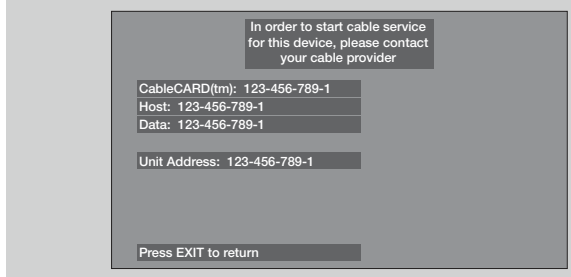 In order to start cable service
for this device, please contact
your cable provider
CableCARD(tm): 123-456-789-1
Host: 123-456-789-1
Data: 123-456-789-1
Unit Address: 123-456-789-1
Press EXIT to return